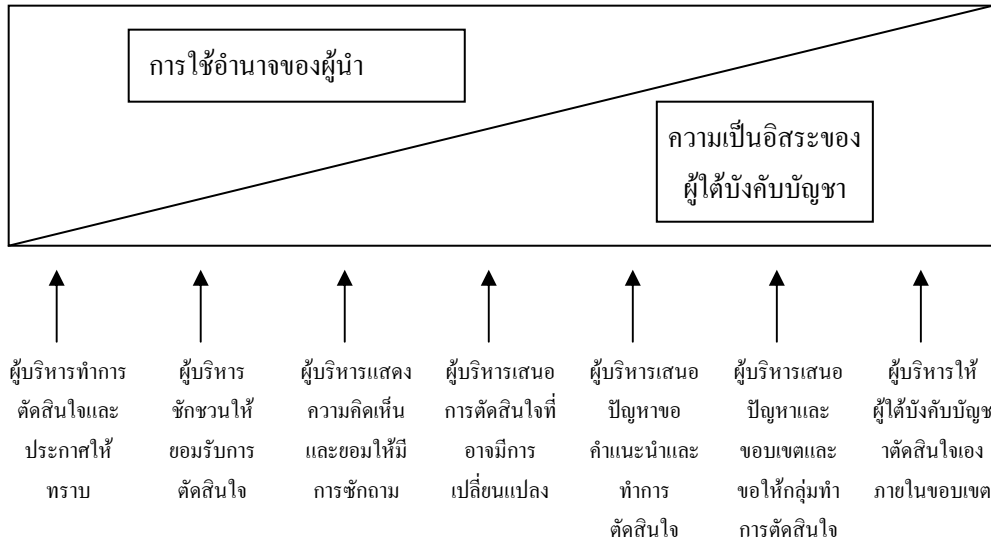 การใช้อำนาจของผู้นำ
ความเป็นอิสระของ
ผู้ใต้บังคับบัญชา
ผู้บริหารทำการ
ตัดสินใจและ
ประกาศให้
ทราบ
ผู้บริหาร
ชักชวนให้
ยอมรับการ
ตัดสินใจ
ผู้บริหารแสดง
ความคิดเห็น
และยอมให้มี
การซักถาม
ผู้บริหารเสนอ
การตัดสินใจที่
อาจมีการ
เปลี่ยนแปลง
ผู้บริหารเสนอ
ปัญหาขอ
คำแนะนำและ
ทำการ
ตัดสินใจ
ผู้บริหารเสนอ
ปัญหาและ
ขอบเขตและ
ขอให้กลุ่มทำ
การตัดสินใจ
ผู้บริหารให้
ผู้ใต้บังคับบัญช
าตัดสินใจเอง
ภายในขอบเขต